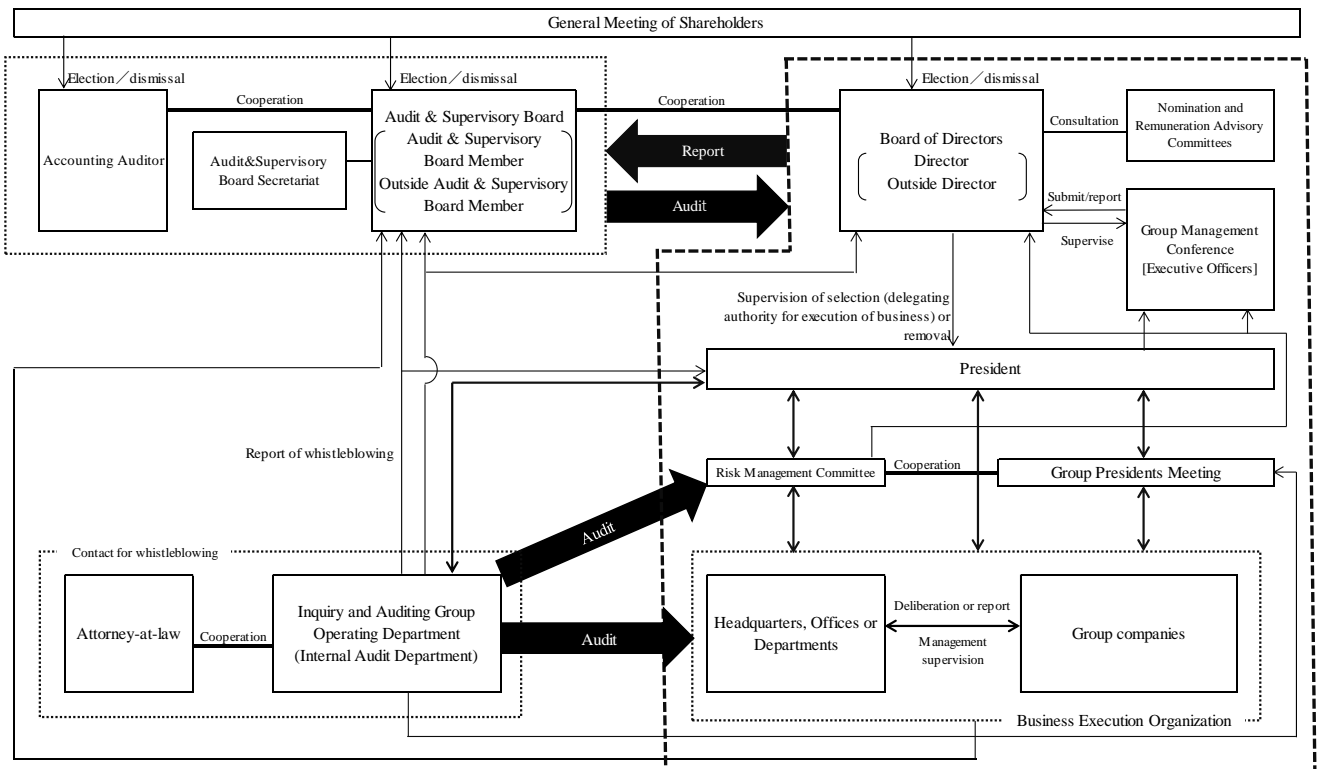 General Meeting of Shareholders
Election／dismissal
Election／dismissal
Election／dismissal
Accounting Auditor
Cooperation
Audit&Supervisory
Board Secretariat
Audit & Supervisory Board
Audit & Supervisory
Board Member
Outside Audit & Supervisory
Board Member
Cooperation
Report
Audit
Board of Directors
Director
Outside Director
Consultation
Nomination and
Remuneration Advisory
Committees
Submit/report
Supervise
Group Management
Conference
[Executive Officers]
Supervision of selection (delegating
authority for execution of business) or
removal
President
Report of whistleblowing
Risk Management Committee
Cooperation
Group Presidents Meeting
Audit
Contact for whistleblowing
Attorney-at-law
Cooperation
Inquiry and Auditing Group
Operating Department
(Internal Audit Department)
Audit
Headquarters, Offices or
Departments
Deliberation or report
Management
supervision
Group companies
Business Execution Organization